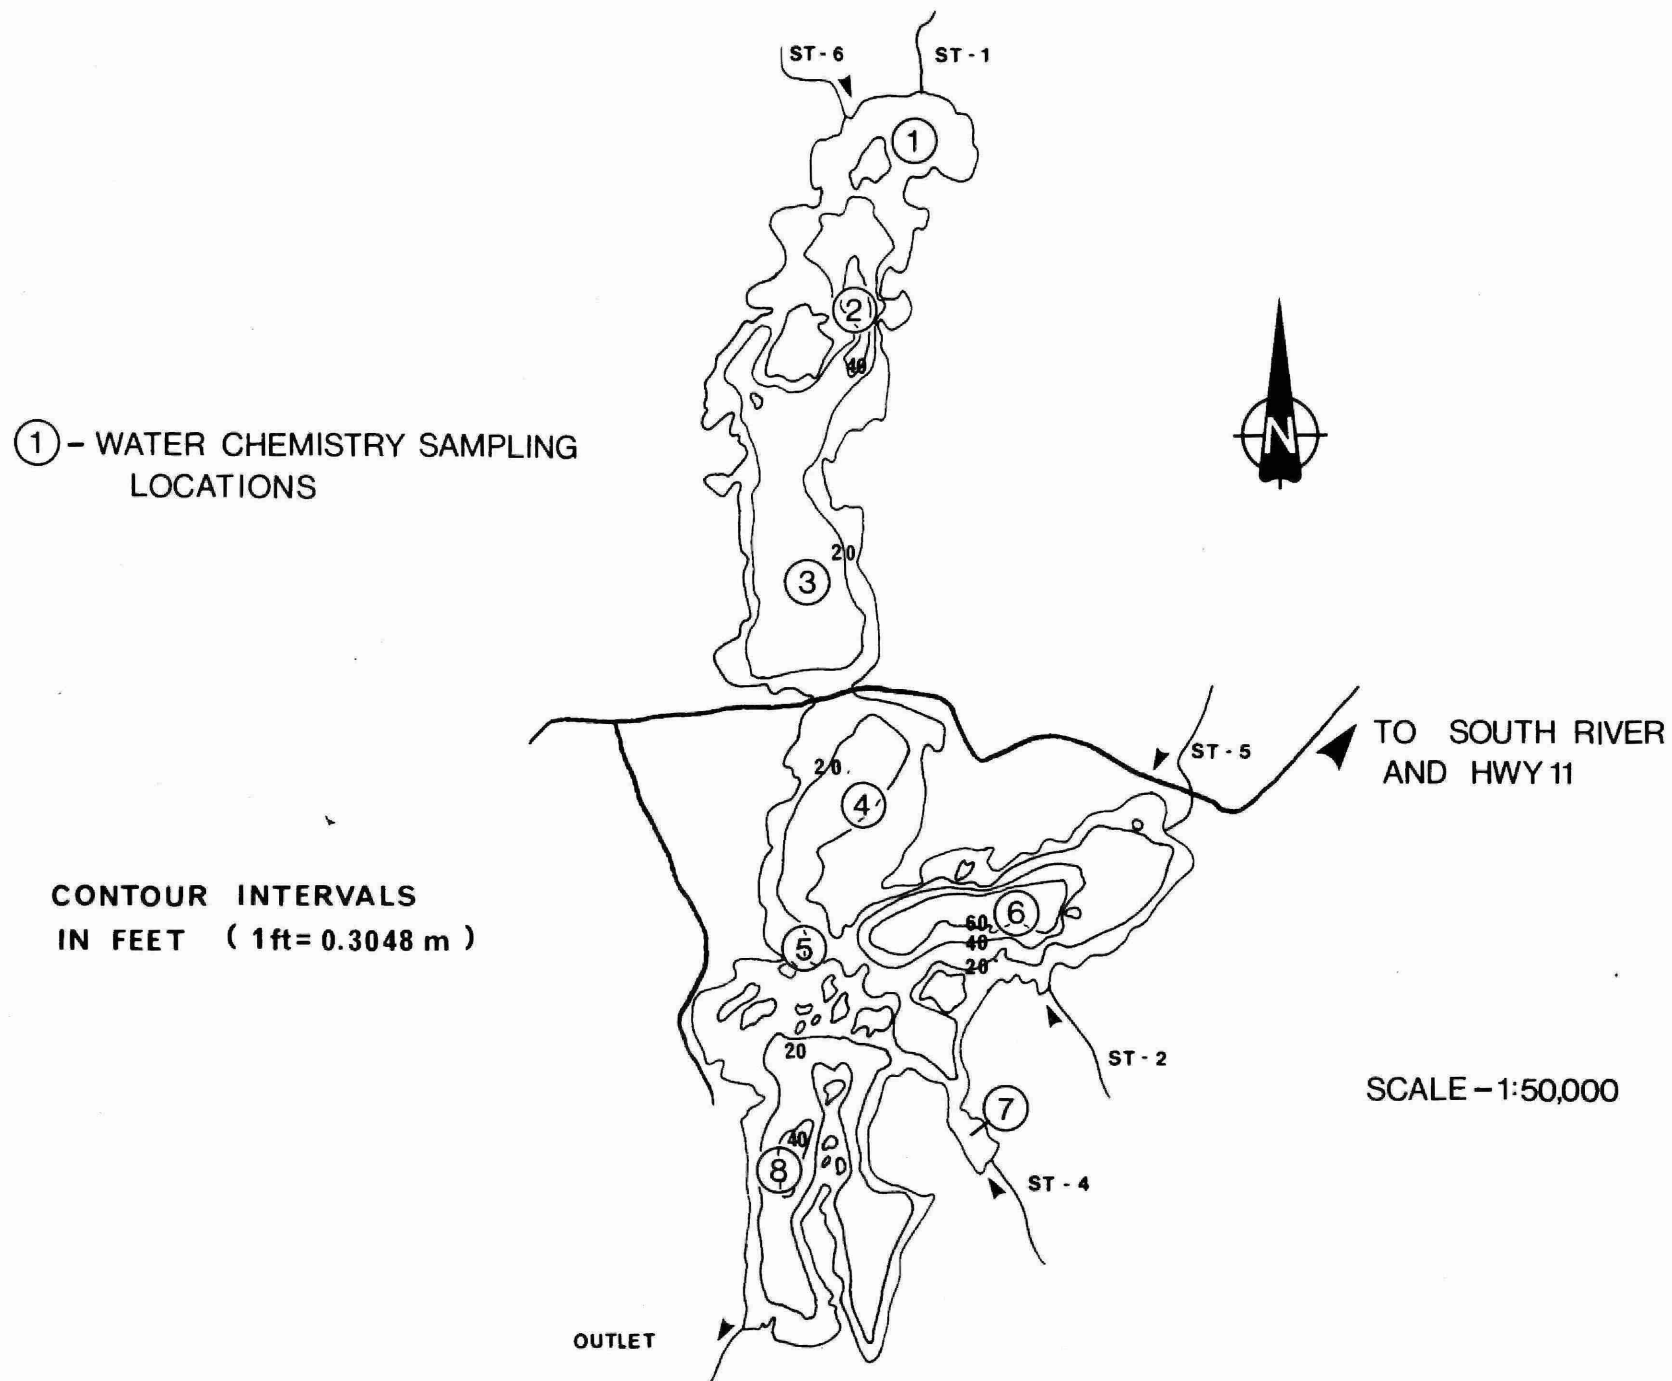 ST - 6
ST - 1
1
2
40
1 – WATER CHEMISTRY SAMPLING
LOCATIONS
N
20
3
TO SOUTH RIVER
AND HWY 11
ST - 5
20
4
CONTOUR INTERVALS
IN FEET ( 1ft= 0.3048 m )
6
60
40
20
5
20
ST - 2
SCALE – 1:50,000
7
40
8
ST - 4
OUTLET